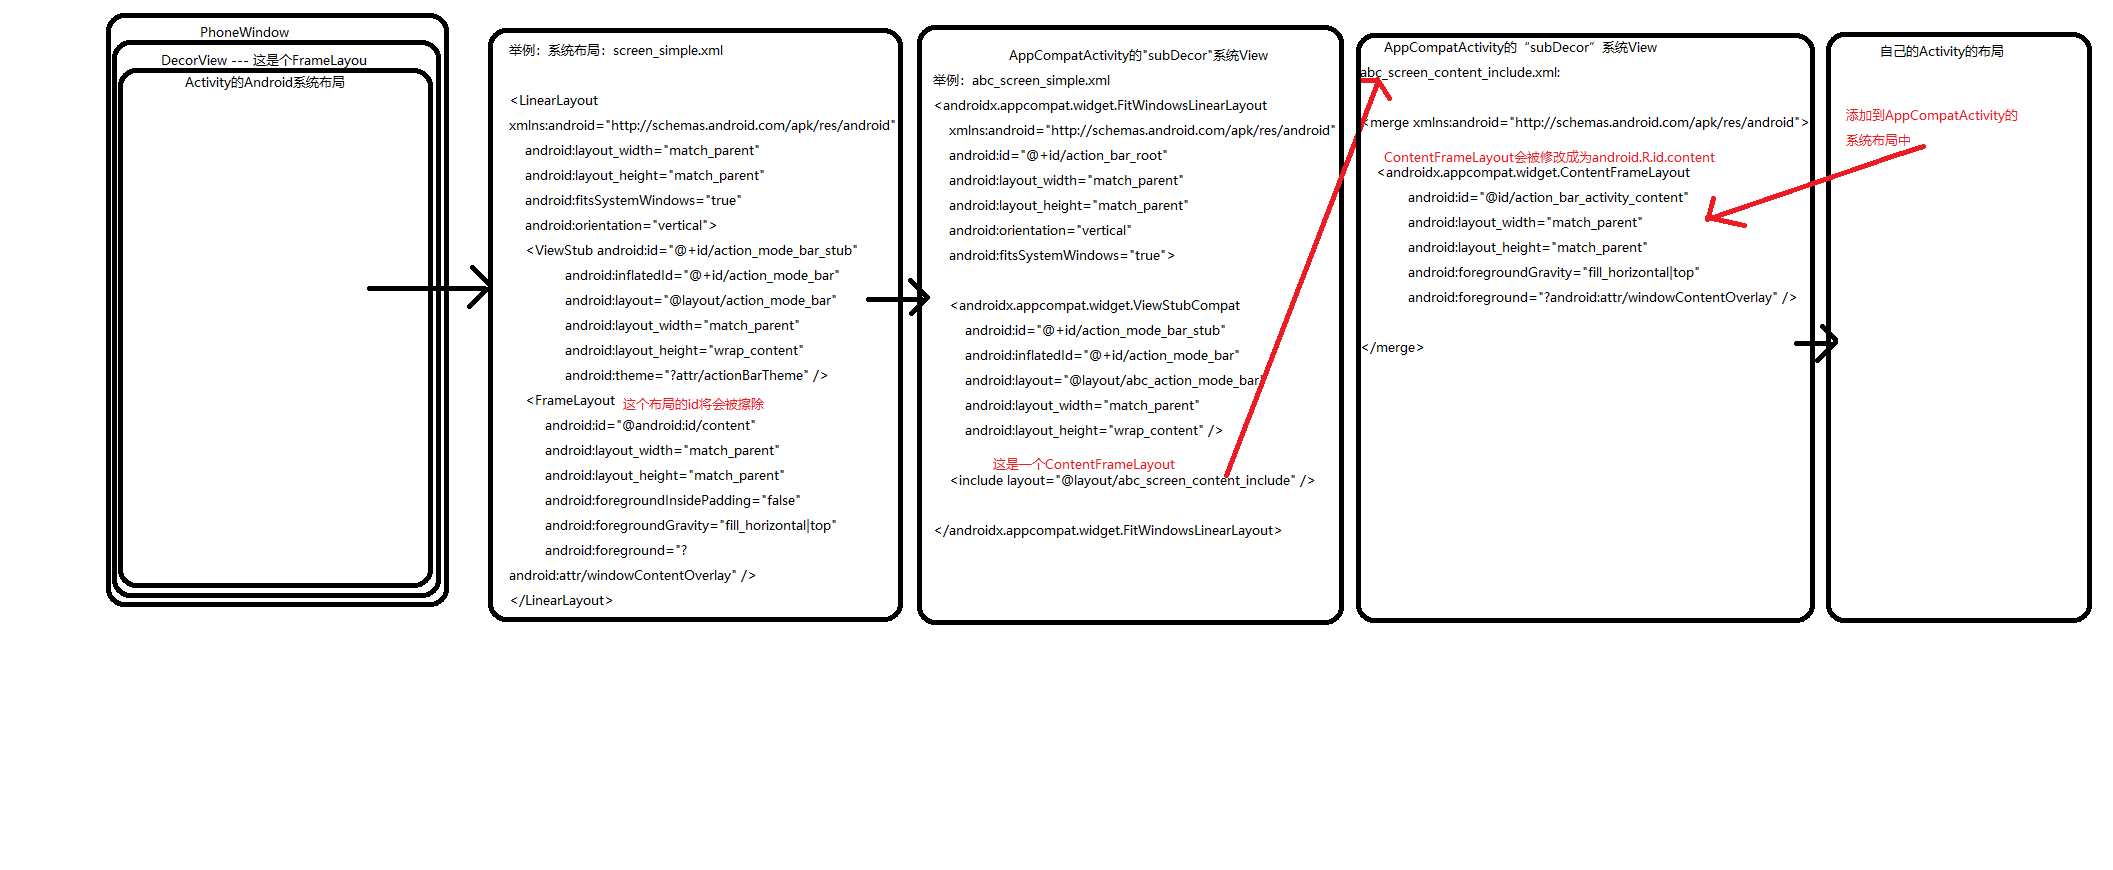 PhoneWindow
DecorView --- 这是个FrameLayou
Activity的Android系统布局
举例：系统布局：screen_simple.xml
<LinearLayout
xmlns:android="http://schemas.android.com/apk/res/android"
android:layout_width="match_parent"
android:layout_height="match_parent"
android:fitsSystemWindows="true"
android:orientation="vertical">
<ViewStub android:id="@+id/action_mode_bar_stub"
android:inflatedId="@+id/action_mode_bar"
android:layout="@layout/action_mode_bar"
android:layout_width="match_parent"
android:layout_height="wrap_content"
android:theme="?attr/actionBarTheme" />
<FrameLayout 这个布局的id将会被擦除
android:id="@android:id/content"
android:layout_width="match_parent"
android:layout_height="match_parent"
android:foregroundInsidePadding="false"
android:foregroundGravity="fill_horizontal|top"
android:foreground="?
android:attr/windowContentOverlay" />
</LinearLayout>
AppCompatActivity的"subDecor"系统View
举例：abc_screen_simple.xml
<androidx.appcompat.widget.FitWindowsLinearLayout
xmlns:android="http://schemas.android.com/apk/res/android"
android:id="@+id/action_bar_root"
android:layout_width="match_parent"
android:layout_height="match_parent"
android:orientation="vertical"
android:fitsSystemWindows="true">
<androidx.appcompat.widget.ViewStubCompat
android:id="@+id/action_mode_bar_stub"
android:inflatedId="@+id/action_mode_bar"
android:layout="@layout/abc_action_mode_bar"
android:layout_width="match_parent"
android:layout_height="wrap_content" />
这是一个ContentFrameLayout
<include layout="@layout/abc_screen_content_include" />
</androidx.appcompat.widget.FitWindowsLinearLayout>
AppCompatActivity的“subDecor”系统View
abc_screen_content_include.xml:
<merge xmlns:android="http://schemas.android.com/apk/res/android">
ContentFrameLayout会被修改成为android.R.id.content
<androidx.appcompat.widget.ContentFrameLayout
android:id="@id/action_bar_activity_content"
android:layout_width="match_parent"
android:layout_height="match_parent"
android:foregroundGravity="fill_horizontal|top"
android:foreground="?android:attr/windowContentOverlay" />
</merge>
自己的Activity的布局
添加到AppCompatActivity的
系统布局中